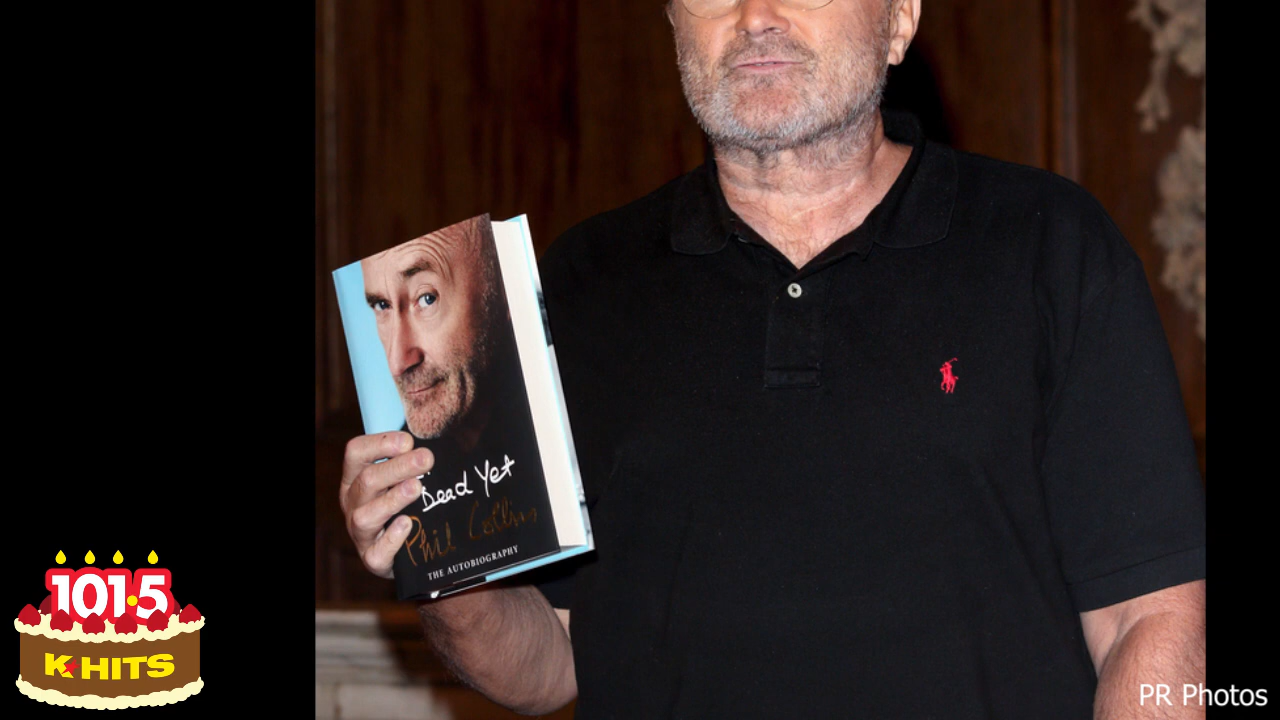 Dead Yet
Phil Collins
THE AUTOBIOGRAPHY
101.5
K HITS
PR Photos